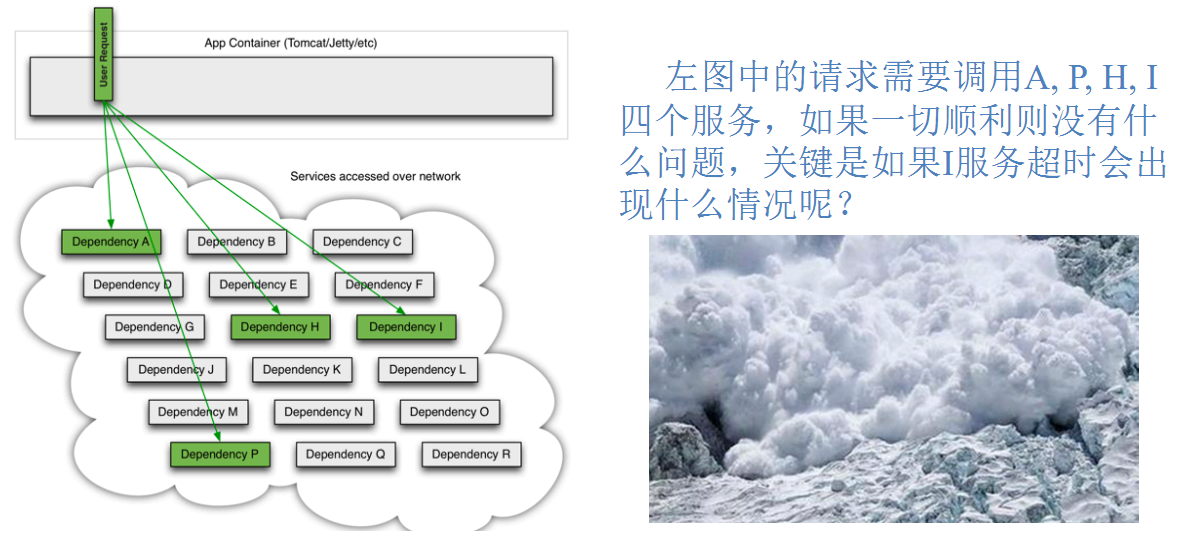 User Request
App Container (Tomcat/Jetty/etc)
Services accessed over network
Dependency A
Dependency B
Dependency C
Dependency D
Dependency E
Dependency F
Dependency G
Dependency H
Dependency I
Dependency J
Dependency K
Dependency L
Dependency M
Dependency N
Dependency O
Dependency P
Dependency Q
Dependency R
左图中的请求需要调用A, P, H, I
四个服务，如果一切顺利则没有什
么问题，关键是如果I服务超时会出
现什么情况呢？